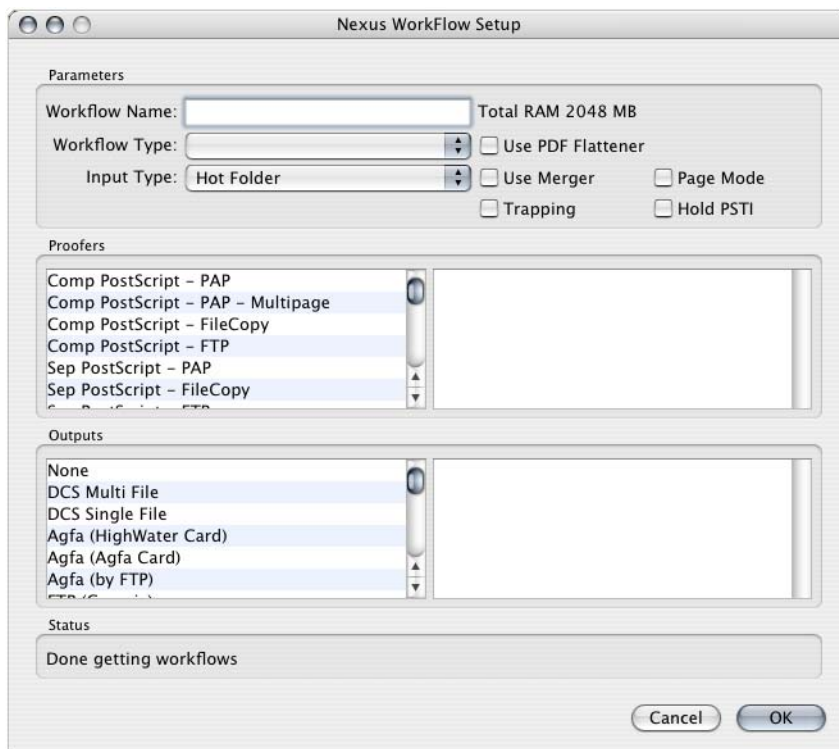 Nexus WorkFlow Setup
Parameters
Workflow Name:
Total RAM 2048 MB
Workflow Type:
Use PDF Flattener
Input Type: Hot Folder
Use Merger
Page Mode
Trapping
Hold PSTI
Proofers
Comp PostScript – PAP
Comp PostScript – PAP – Multipage
Comp PostScript – FileCopy
Comp PostScript – FTP
Sep PostScript – PAP
Sep PostScript – FileCopy
Outputs
None
DCS Multi File
DCS Single File
Agfa (HighWater Card)
Agfa (Agfa Card)
Agfa (by FTP)
Status
Done getting workflows
Cancel
OK